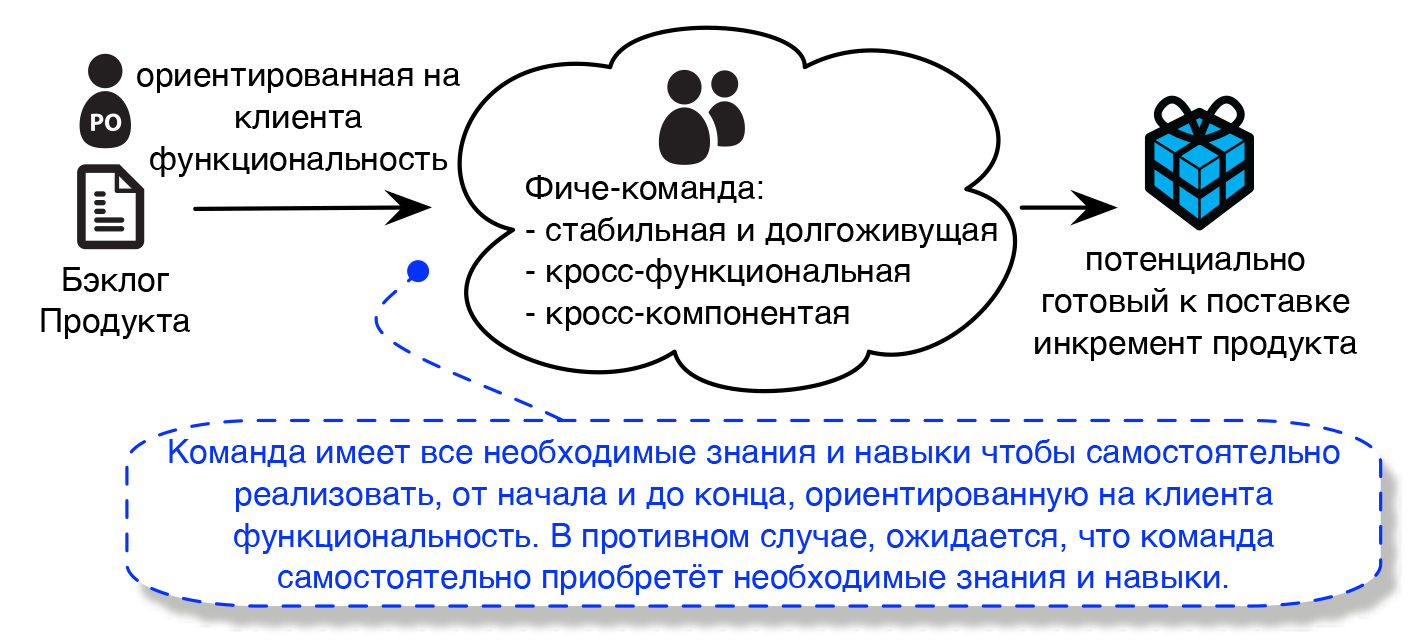 PO
ориентированная на
клиента
функциональность
Бэклог
Продукта
Фиче-команда:
- стабильная и долгоживущая
- кросс-функциональная
- кросс-компонентая
потенциально
готовый к поставке
инкремент продукта
Команда имеет все необходимые знания и навыки чтобы самостоятельно
реализовать, от начала и до конца, ориентированную на клиента
функциональность. В противном случае, ожидается, что команда
самостоятельно приобретёт необходимые знания и навыки.